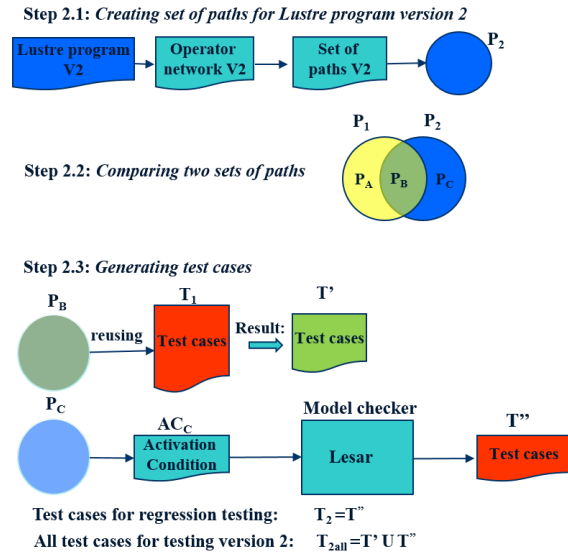 Step 2.1: Creating set of paths for Lustre program version 2
Lustre program V2
Operator network V2
Set of paths V2
P2
Step 2.2: Comparing two sets of paths
P1 P2
PA PB PC
Step 2.3: Generating test cases
PB
reusing
T1
Test cases
Result:
T’
Test cases
PC
ACC
Activation Condition
Model checker
Lesar
T’’
Test cases
Test cases for regression testing: T2=T”
All test cases for testing version 2: T2all=T’ U T”